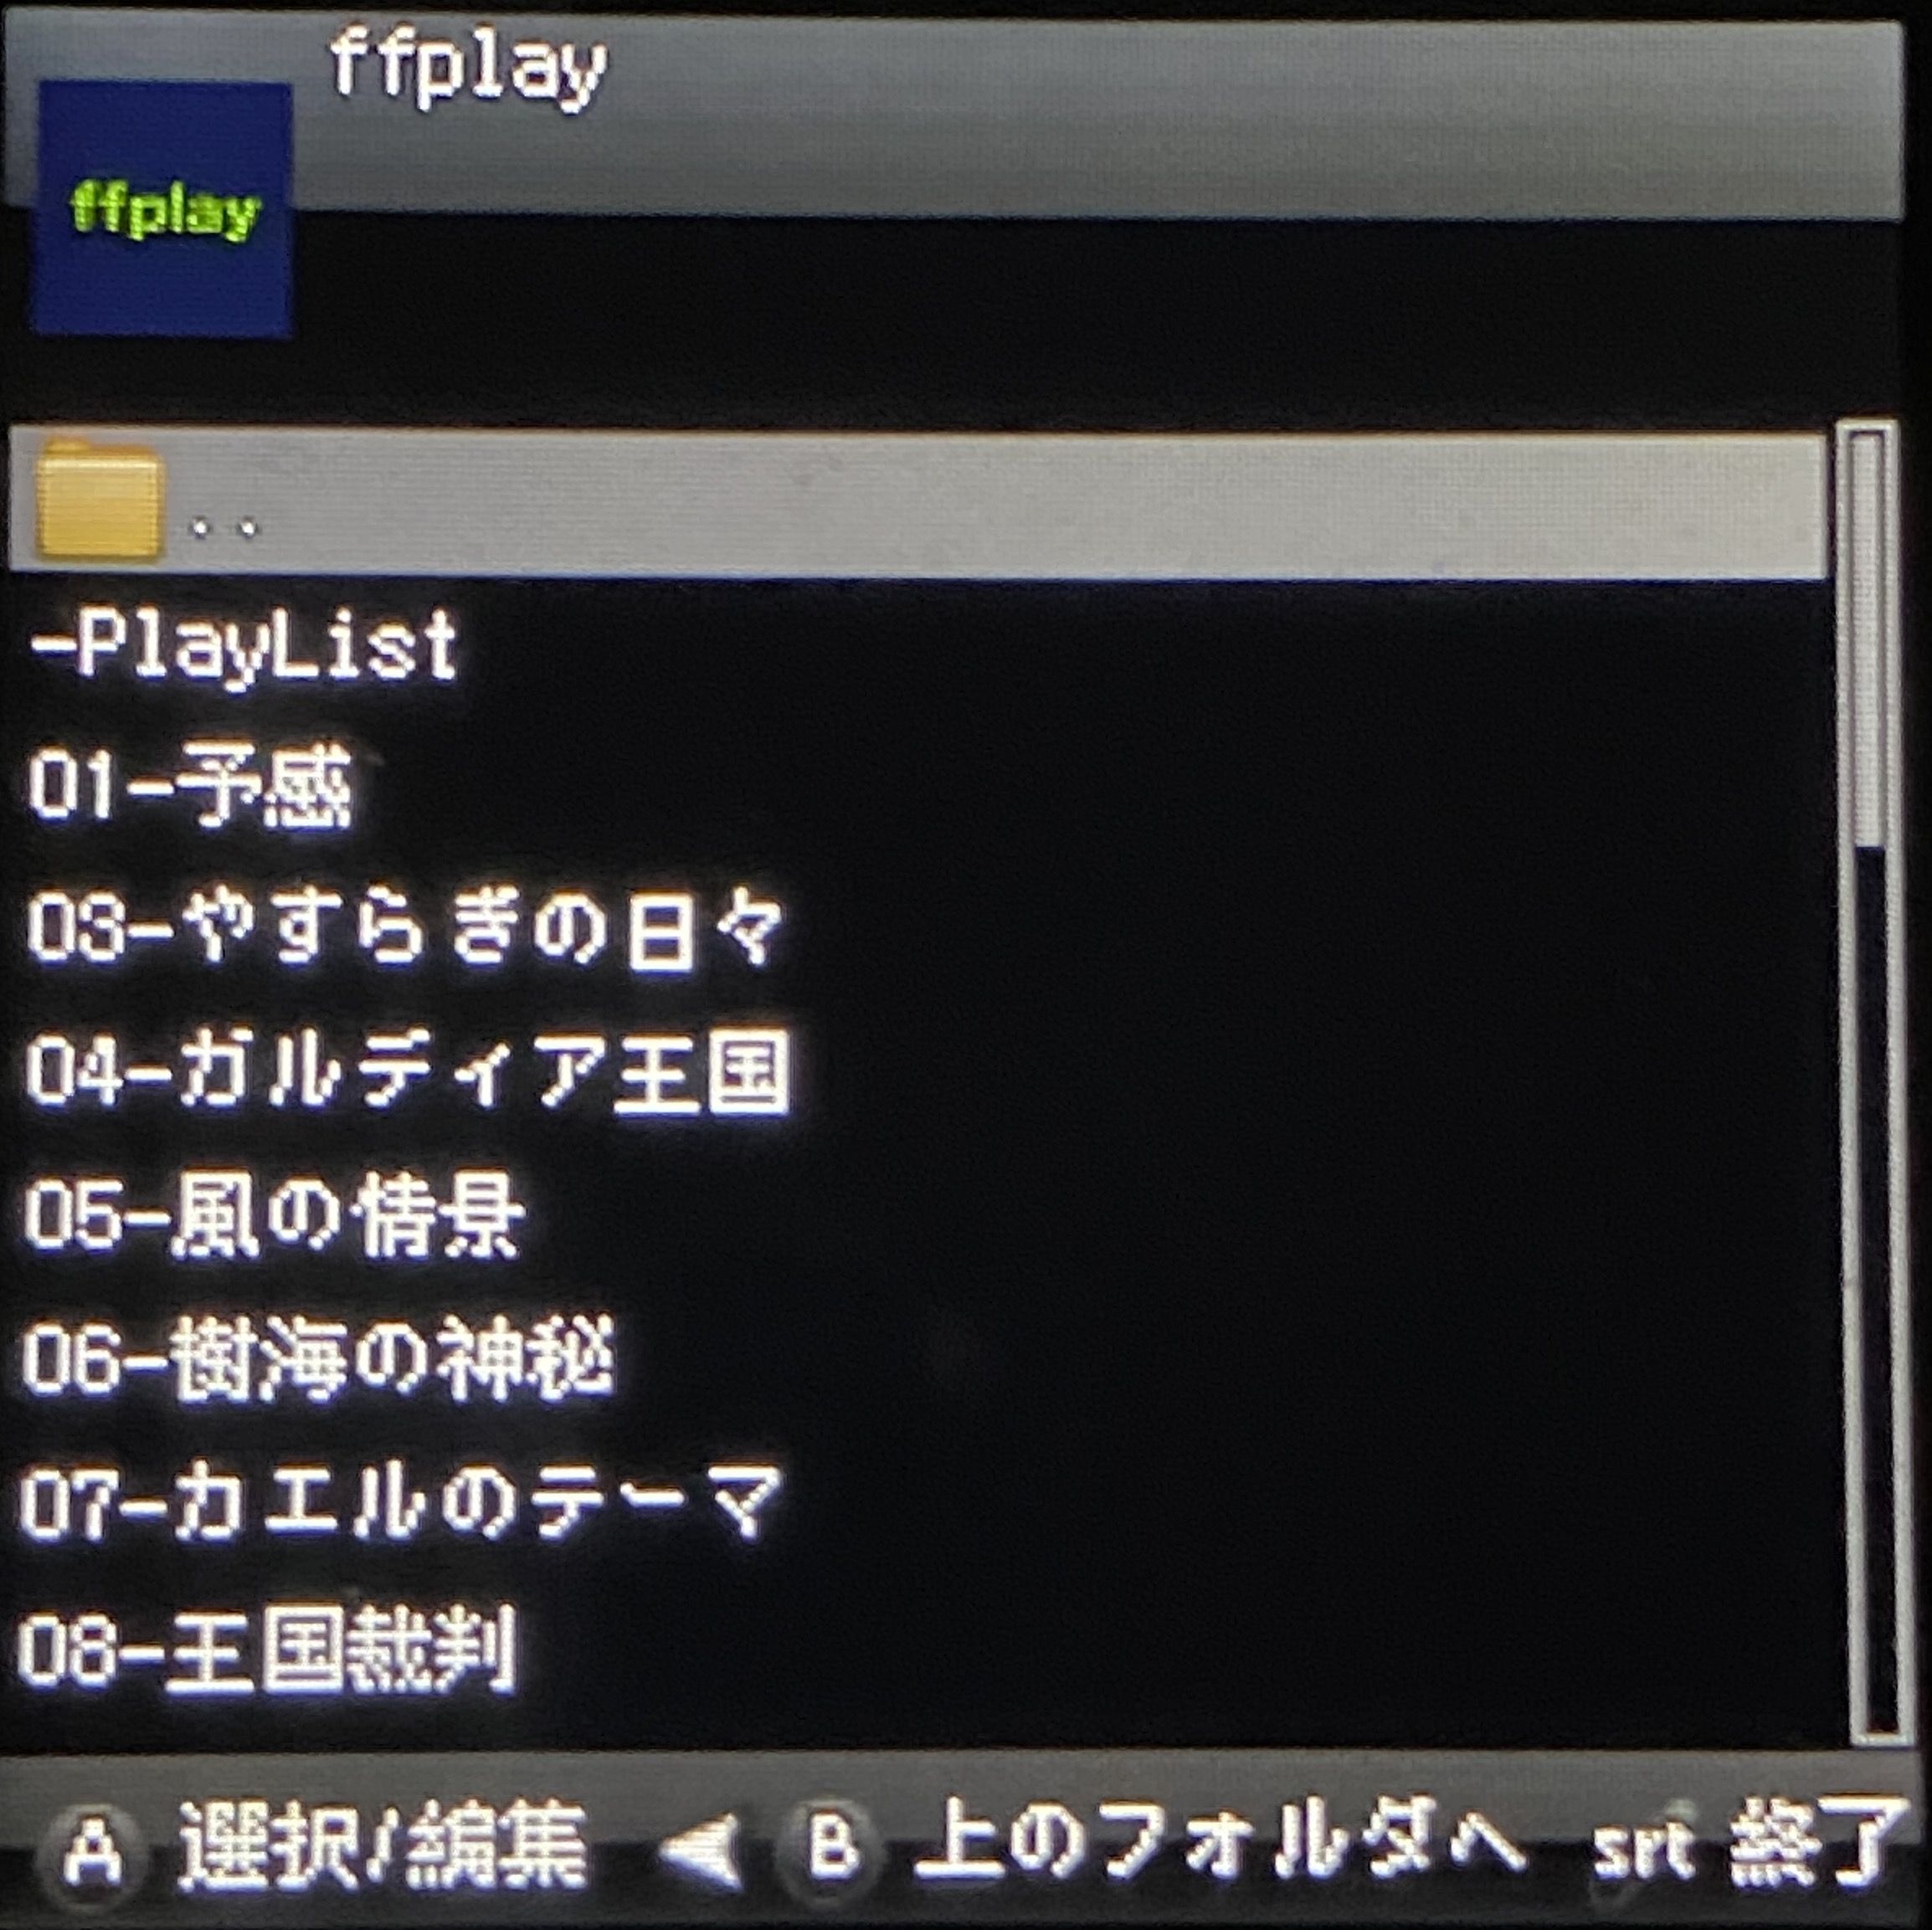 ffplay
ffplay
..
-PlayList
01-予感
03-やすらぎの日々
04-ガルディア王国
05-風の情景
06-樹海の神秘
07-カエルのテーマ
08-王国裁判
A 選択/編集 ◀ B 上のフォルダへ srt 終了